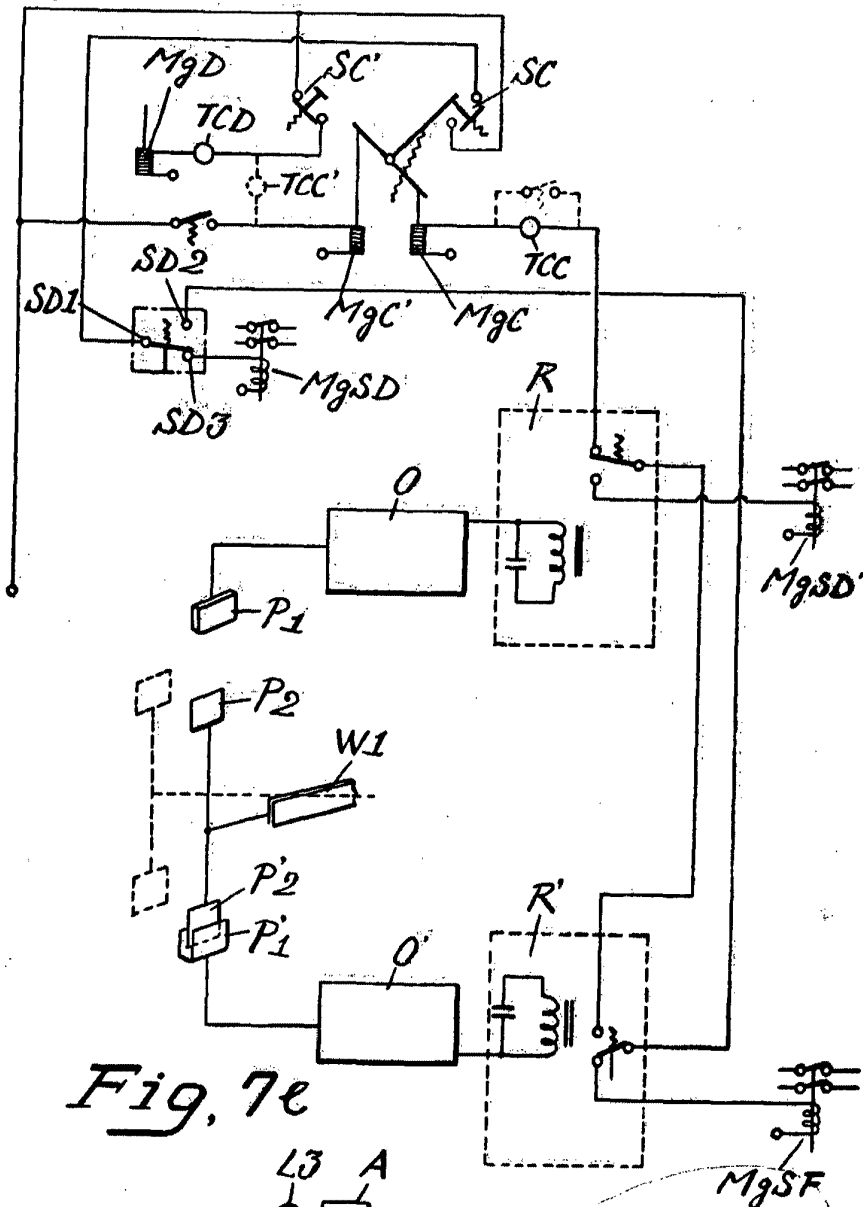 MgD
SC'
SC
TCD
TCC'
TCC
SD2
SD1
MgC'
MgC
MgSD
SD3
R
O
MgSD'
P1
P2
W1
P'2
P'1
R'
O'
Fig. 7e
MgSF
L3 A